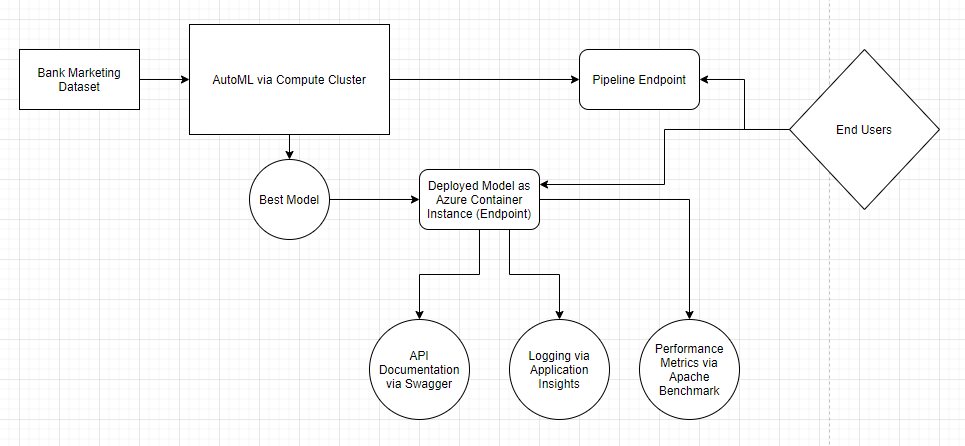 Bank Marketing
Dataset
AutoML via Compute Cluster
Pipeline Endpoint
End Users
Best Model
Deployed Model as
Azure Container
Instance (Endpoint)
API
Documentation
via Swagger
Logging via
Application
Insights
Performance
Metrics via
Apache
Benchmark